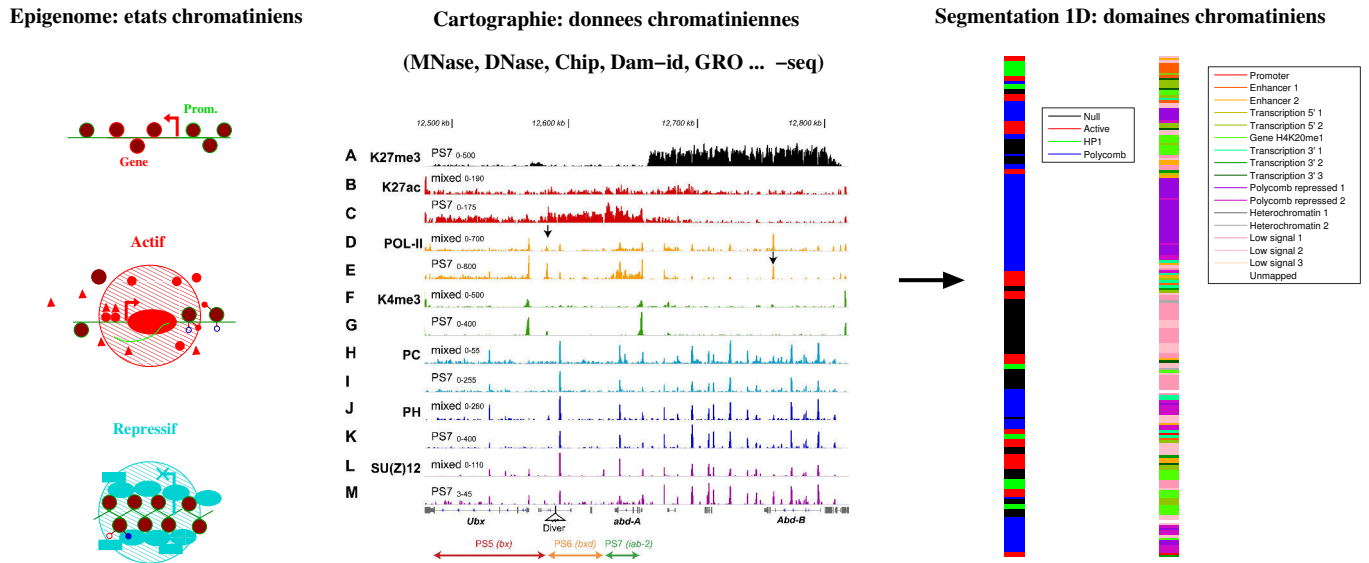 Epigenome: etats chromatiniens
Prom.
Gene
Actif
Repressif
Cartographie: donnees chromatiniennes
(MNase, DNase, Chip, Dam-id, GRO ... -seq)
12,500 kb 12,600 kb 12,700 kb 12,800 kb
A K27me3 PS7 0-500
B K27ac mixed 0-190
C PS7 0-175
D POL-II mixed 0-700
E PS7 0-800
F K4me3 mixed 0-500
G PS7 0-400
H PC mixed 0-55
I PS7 0-255
J PH mixed 0-260
K PS7 0-400
L SU(Z)12 mixed 0-110
M PS7 3-45
Ubx Diver abd-A Abd-B
PS5 (bx) PS6 (bxd) PS7 (iab-2)
Segmentation 1D: domaines chromatiniens
Null
Active
HP1
Polycomb
Promoter
Enhancer 1
Enhancer 2
Transcription 5' 1
Transcription 5' 2
Gene H4K20me1
Transcription 3' 1
Transcription 3' 2
Transcription 3' 3
Polycomb repressed 1
Polycomb repressed 2
Heterochromatin 1
Heterochromatin 2
Low signal 1
Low signal 2
Low signal 3
Unmapped